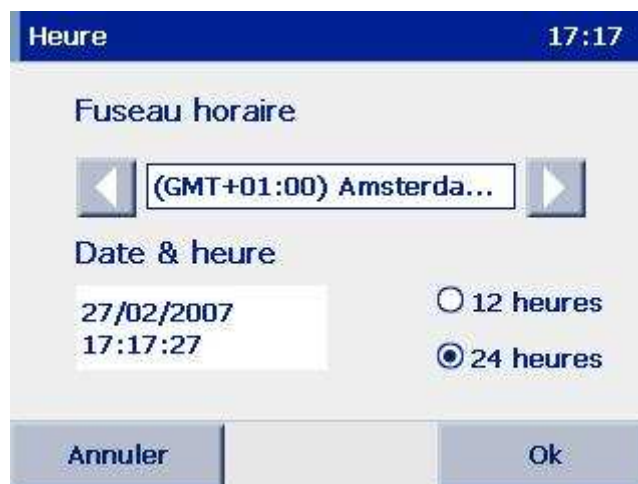 Heure 17:17
Fuseau horaire
(GMT+01:00) Amsterda...
Date & heure
27/02/2007
17:17:27
12 heures
24 heures
Annuler Ok